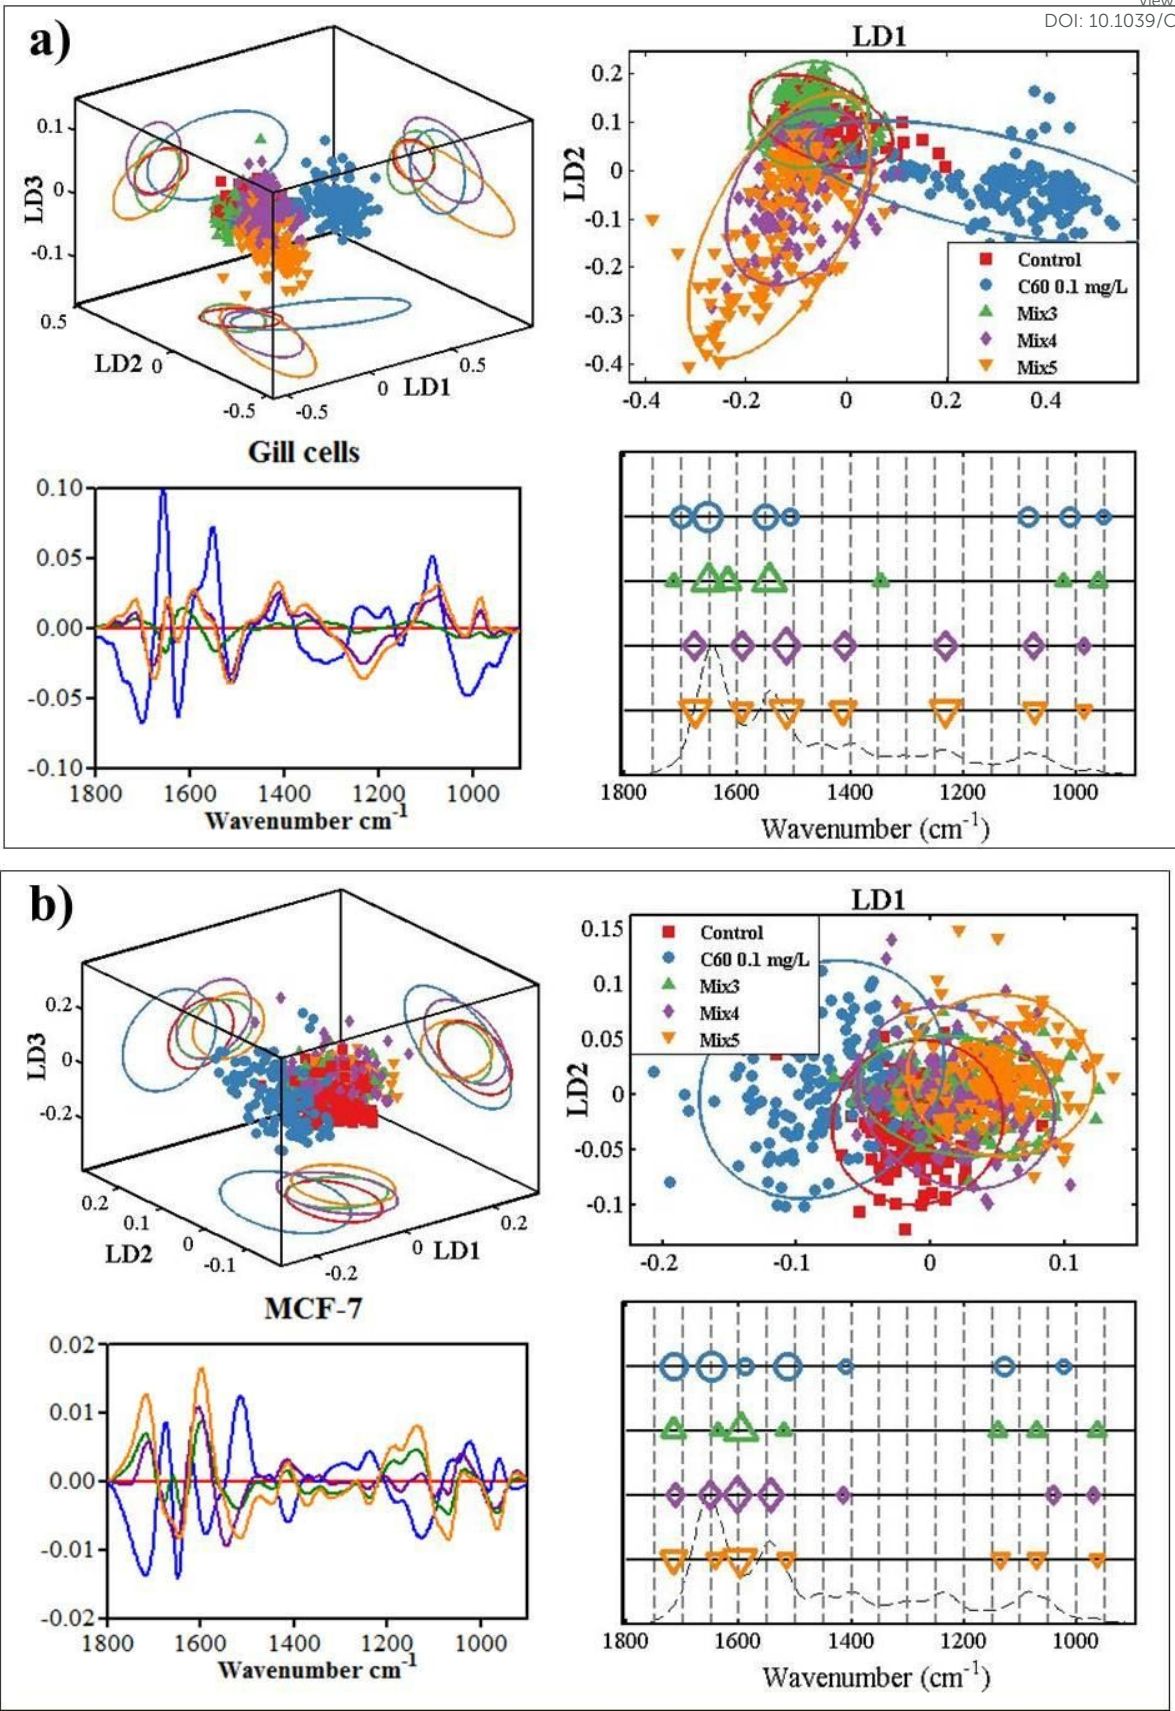 View
DOI: 10.1039/C
a)
LD1
0.1
0
-0.1
LD3
0.5
LD2 0
-0.5
-0.5
0
LD1
0.5
0.2
0.1
0
-0.1
-0.2
-0.3
-0.4
LD2
Control
C60 0.1 mg/L
Mix3
Mix4
Mix5
-0.4 -0.2 0 0.2 0.4
Gill cells
0.10
0.05
0.00
-0.05
-0.10
1800 1600 1400 1200 1000
Wavenumber cm-1
1800 1600 1400 1200 1000
Wavenumber (cm-1)
b)
LD1
0.2
0
-0.2
LD3
0.2
0.1
0
-0.1
LD2
-0.2
0
LD1
0.2
0.15
0.1
0.05
0
-0.05
-0.1
LD2
Control
C60 0.1 mg/L
Mix3
Mix4
Mix5
-0.2 -0.1 0 0.1
MCF-7
0.02
0.01
0.00
-0.01
-0.02
1800 1600 1400 1200 1000
Wavenumber cm-1
1800 1600 1400 1200 1000
Wavenumber (cm-1)